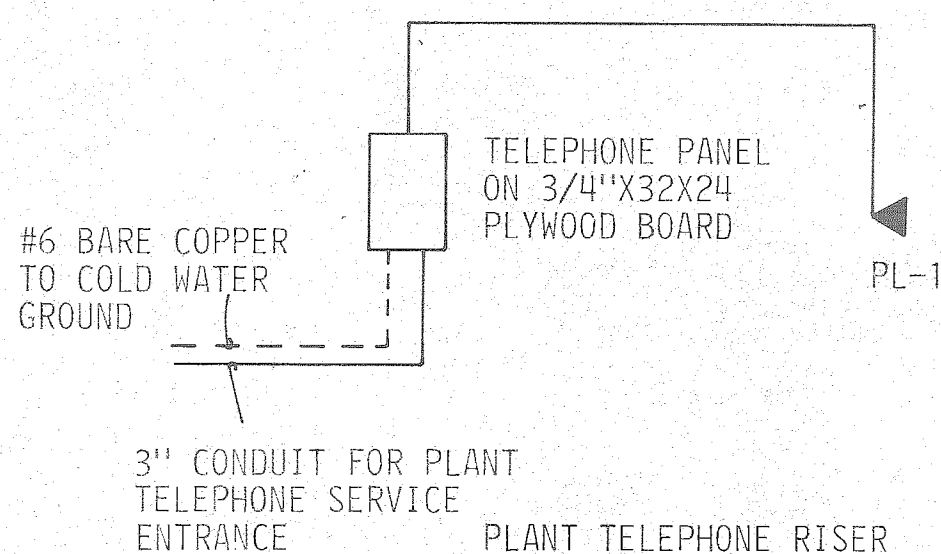 TELEPHONE PANEL
ON 3/4"X32X24
PLYWOOD BOARD
#6 BARE COPPER
TO COLD WATER
GROUND
PL-1
3" CONDUIT FOR PLANT
TELEPHONE SERVICE
ENTRANCE
PLANT TELEPHONE RISER